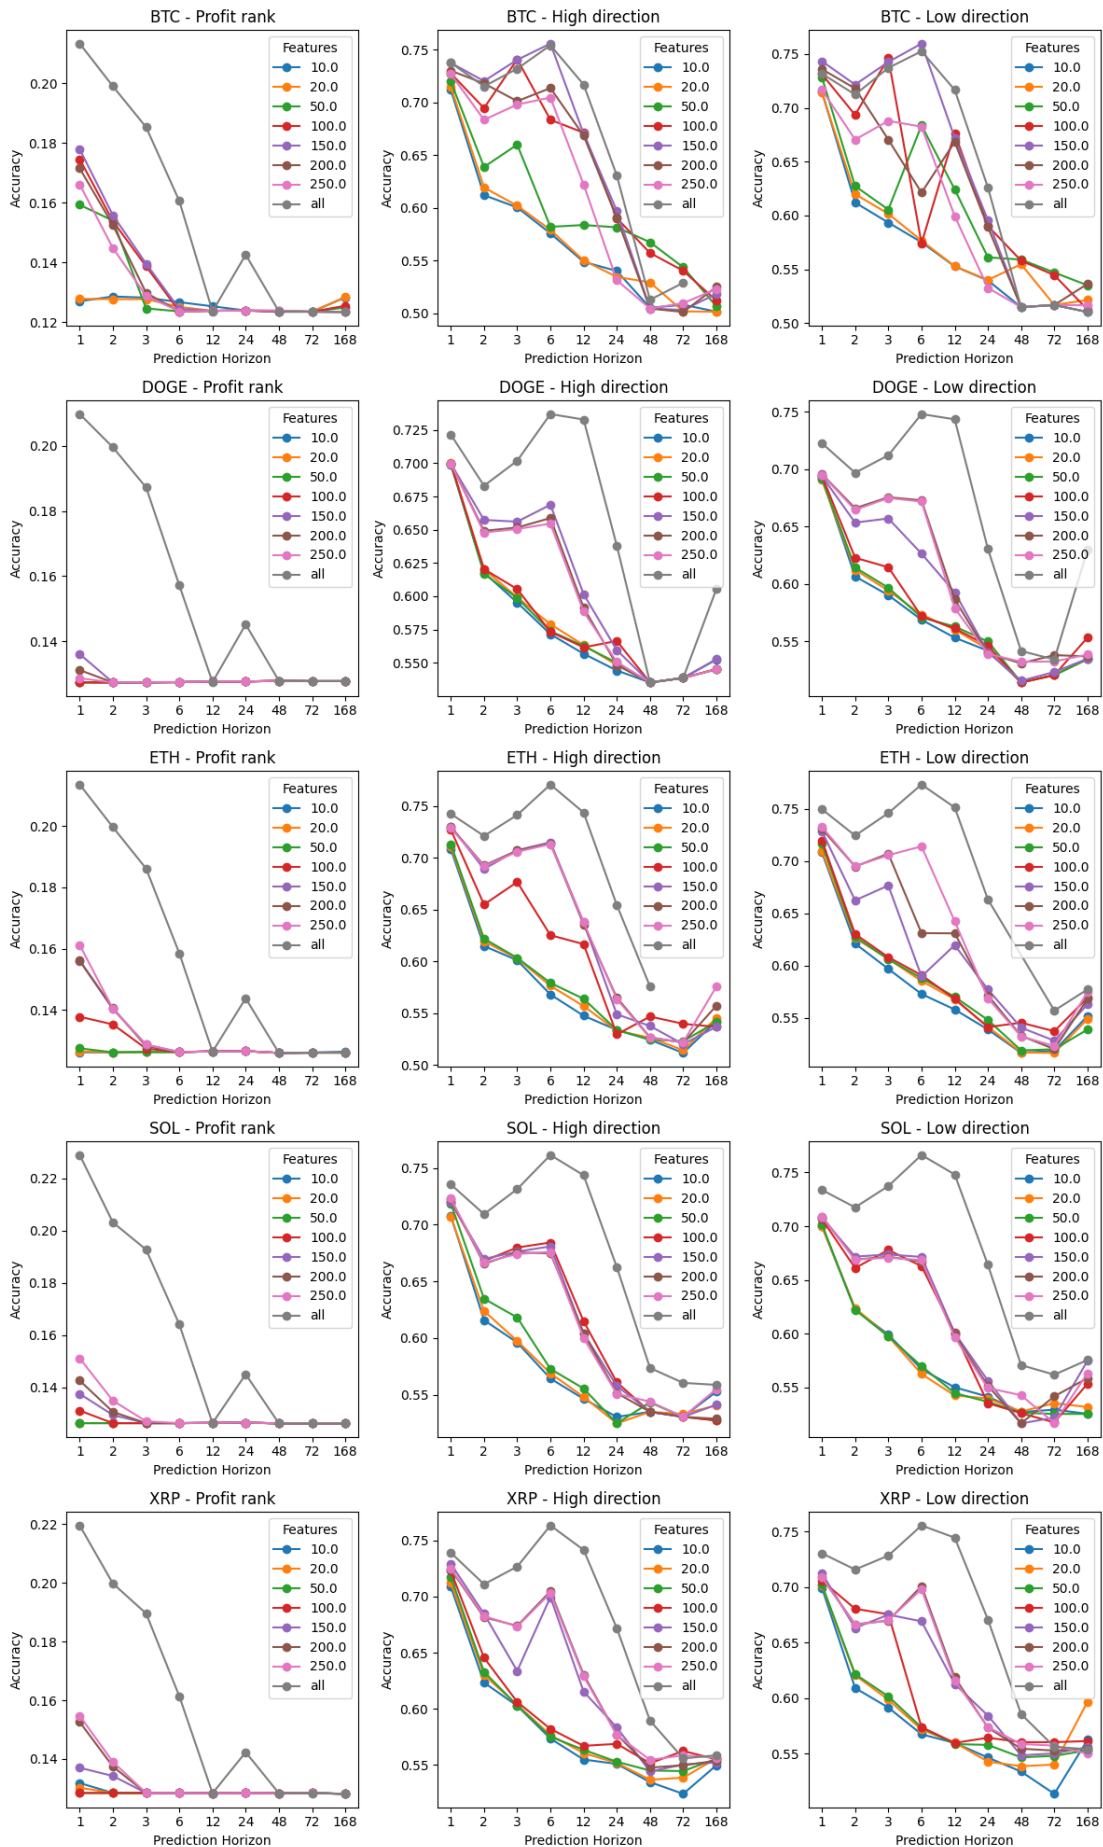 BTC - Profit rank
0.20
0.18
0.16
0.14
0.12
Accuracy
1 2 3 6 12 24 48 72 168
Prediction Horizon
Features
10.0
20.0
50.0
100.0
150.0
200.0
250.0
all
BTC - High direction
0.75
0.70
0.65
0.60
0.55
0.50
Accuracy
1 2 3 6 12 24 48 72 168
Prediction Horizon
Features
10.0
20.0
50.0
100.0
150.0
200.0
250.0
all
BTC - Low direction
0.75
0.70
0.65
0.60
0.55
0.50
Accuracy
1 2 3 6 12 24 48 72 168
Prediction Horizon
Features
10.0
20.0
50.0
100.0
150.0
200.0
250.0
all
DOGE - Profit rank
0.20
0.18
0.16
0.14
Accuracy
1 2 3 6 12 24 48 72 168
Prediction Horizon
Features
10.0
20.0
50.0
100.0
150.0
200.0
250.0
all
DOGE - High direction
0.725
0.700
0.675
0.650
0.625
0.600
0.575
0.550
Accuracy
1 2 3 6 12 24 48 72 168
Prediction Horizon
Features
10.0
20.0
50.0
100.0
150.0
200.0
250.0
all
DOGE - Low direction
0.75
0.70
0.65
0.60
0.55
Accuracy
1 2 3 6 12 24 48 72 168
Prediction Horizon
Features
10.0
20.0
50.0
100.0
150.0
200.0
250.0
all
ETH - Profit rank
0.20
0.18
0.16
0.14
Accuracy
1 2 3 6 12 24 48 72 168
Prediction Horizon
Features
10.0
20.0
50.0
100.0
150.0
200.0
250.0
all
ETH - High direction
0.75
0.70
0.65
0.60
0.55
0.50
Accuracy
1 2 3 6 12 24 48 72 168
Prediction Horizon
Features
10.0
20.0
50.0
100.0
150.0
200.0
250.0
all
ETH - Low direction
0.75
0.70
0.65
0.60
0.55
Accuracy
1 2 3 6 12 24 48 72 168
Prediction Horizon
Features
10.0
20.0
50.0
100.0
150.0
200.0
250.0
all
SOL - Profit rank
0.22
0.20
0.18
0.16
0.14
Accuracy
1 2 3 6 12 24 48 72 168
Prediction Horizon
Features
10.0
20.0
50.0
100.0
150.0
200.0
250.0
all
SOL - High direction
0.75
0.70
0.65
0.60
0.55
Accuracy
1 2 3 6 12 24 48 72 168
Prediction Horizon
Features
10.0
20.0
50.0
100.0
150.0
200.0
250.0
all
SOL - Low direction
0.75
0.70
0.65
0.60
0.55
Accuracy
1 2 3 6 12 24 48 72 168
Prediction Horizon
Features
10.0
20.0
50.0
100.0
150.0
200.0
250.0
all
XRP - Profit rank
0.22
0.20
0.18
0.16
0.14
Accuracy
1 2 3 6 12 24 48 72 168
Prediction Horizon
Features
10.0
20.0
50.0
100.0
150.0
200.0
250.0
all
XRP - High direction
0.75
0.70
0.65
0.60
0.55
Accuracy
1 2 3 6 12 24 48 72 168
Prediction Horizon
Features
10.0
20.0
50.0
100.0
150.0
200.0
250.0
all
XRP - Low direction
0.75
0.70
0.65
0.60
0.55
Accuracy
1 2 3 6 12 24 48 72 168
Prediction Horizon
Features
10.0
20.0
50.0
100.0
150.0
200.0
250.0
all